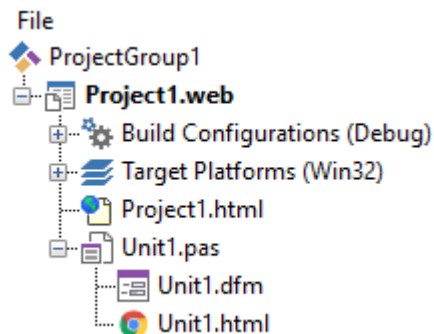 File
ProjectGroup1
Project1.web
Build Configurations (Debug)
Target Platforms (Win32)
Project1.html
Unit1.pas
Unit1.dfm
Unit1.html